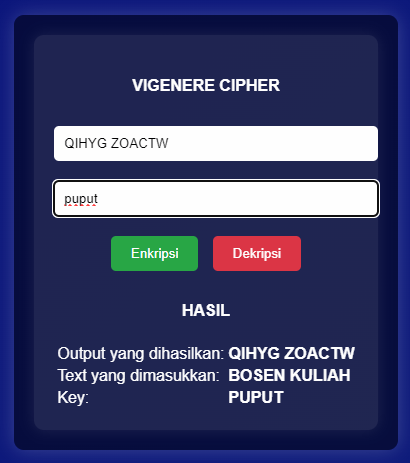 VIGENERE CIPHER
QIHYG ZOACTW
puput
Enkripsi Dekripsi
HASIL
Output yang dihasilkan: QIHYG ZOACTW
Text yang dimasukkan: BOSEN KULIAH
Key: PUPUT